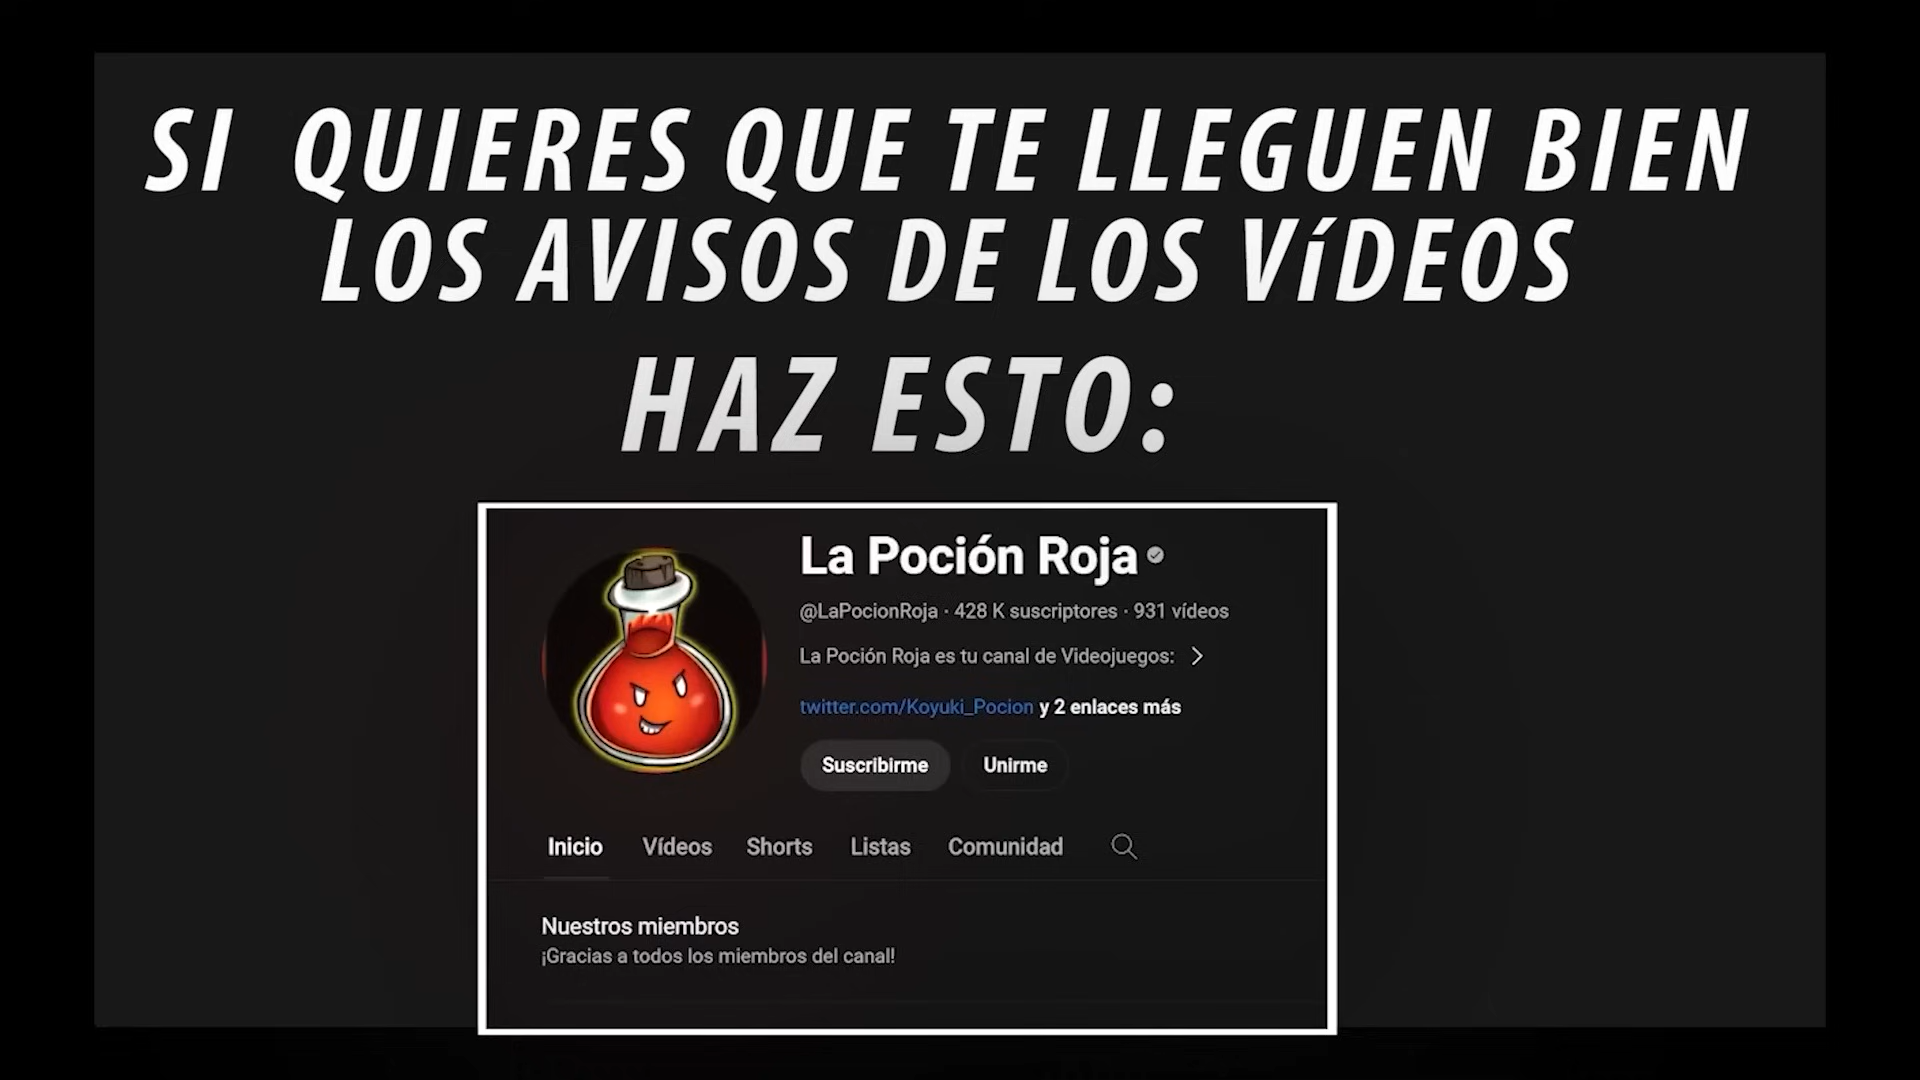 SI QUIERES QUE TE LLEGUEN BIEN
LOS AVISOS DE LOS VíDEOS
HAZ ESTO:
La Poción Roja
@LaPocionRoja · 428 K suscriptores · 931 vídeos
La Poción Roja es tu canal de Videojuegos:
twitter.com/Koyuki_Pocion y 2 enlaces más
Suscribirme Unirme
Inicio Vídeos Shorts Listas Comunidad
Nuestros miembros
¡Gracias a todos los miembros del canal!